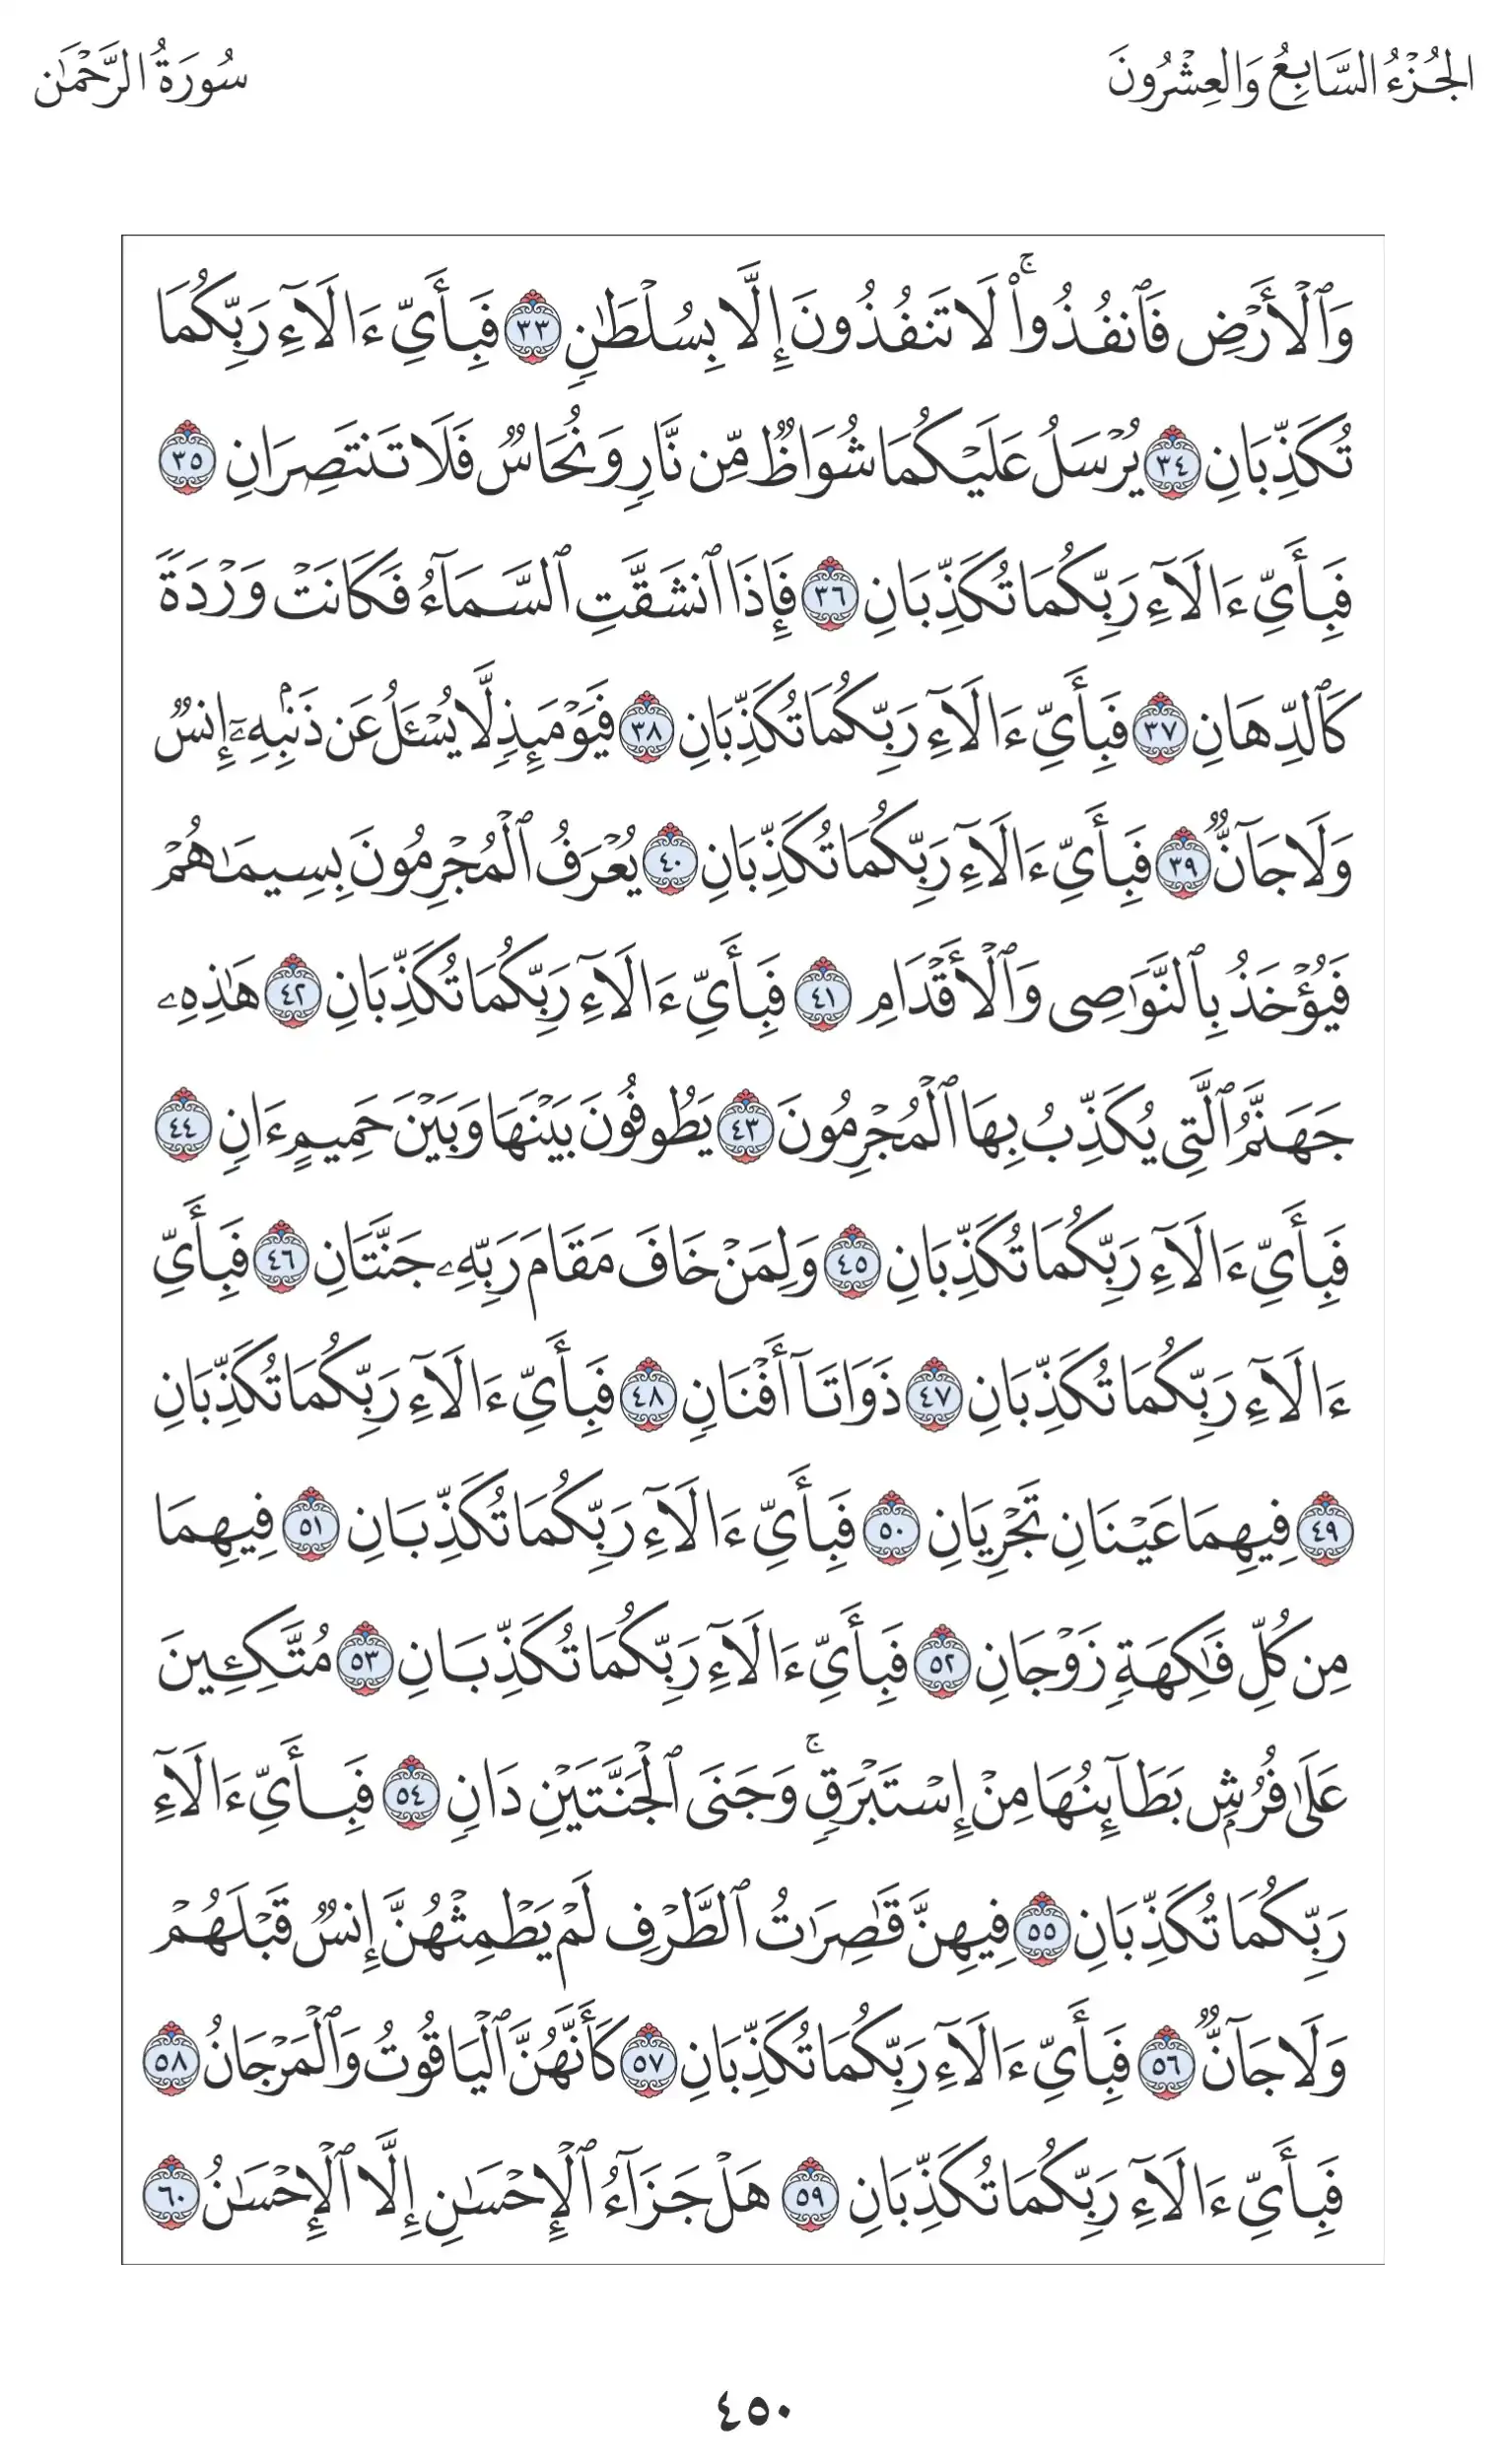 الجُزْءُ السَّابِعُ وَالعِشْرُونَ
سُورَةُ الرَّحْمَٰن
وَٱلْأَرْضِ فَٱنفُذُوا۟ ۚ لَا تَنفُذُونَ إِلَّا بِسُلْطَٰنٍ ٣٣ فَبِأَيِّ ءَالَآءِ رَبِّكُمَا
تُكَذِّبَانِ ٣٤ يُرْسَلُ عَلَيْكُمَا شُوَاظٌ مِّن نَّارٍ وَنُحَاسٌ فَلَا تَنتَصِرَانِ ٣٥
فَبِأَيِّ ءَالَآءِ رَبِّكُمَا تُكَذِّبَانِ ٣٦ فَإِذَا ٱنشَقَّتِ ٱلسَّمَآءُ فَكَانَتْ وَرْدَةً
كَٱلدِّهَانِ ٣٧ فَبِأَيِّ ءَالَآءِ رَبِّكُمَا تُكَذِّبَانِ ٣٨ فَيَوْمَئِذٍ لَّا يُسْـَٔلُ عَن ذَنۢبِهِۦٓ إِنسٌ
وَلَا جَآنٌّ ٣٩ فَبِأَيِّ ءَالَآءِ رَبِّكُمَا تُكَذِّبَانِ ٤٠ يُعْرَفُ ٱلْمُجْرِمُونَ بِسِيمَٰهُمْ
فَيُؤْخَذُ بِٱلنَّوَٰصِى وَٱلْأَقْدَامِ ٤١ فَبِأَيِّ ءَالَآءِ رَبِّكُمَا تُكَذِّبَانِ ٤٢ هَٰذِهِۦ
جَهَنَّمُ ٱلَّتِى يُكَذِّبُ بِهَا ٱلْمُجْرِمُونَ ٤٣ يَطُوفُونَ بَيْنَهَا وَبَيْنَ حَمِيمٍ ءَانٍ ٤٤
فَبِأَيِّ ءَالَآءِ رَبِّكُمَا تُكَذِّبَانِ ٤٥ وَلِمَنْ خَافَ مَقَامَ رَبِّهِۦ جَنَّتَانِ ٤٦ فَبِأَيِّ
ءَالَآءِ رَبِّكُمَا تُكَذِّبَانِ ٤٧ ذَوَاتَآ أَفْنَانٍ ٤٨ فَبِأَيِّ ءَالَآءِ رَبِّكُمَا تُكَذِّبَانِ
٤٩ فِيهِمَا عَيْنَانِ تَجْرِيَانِ ٥٠ فَبِأَيِّ ءَالَآءِ رَبِّكُمَا تُكَذِّبَانِ ٥١ فِيهِمَا
مِن كُلِّ فَٰكِهَةٍ زَوْجَانِ ٥٢ فَبِأَيِّ ءَالَآءِ رَبِّكُمَا تُكَذِّبَانِ ٥٣ مُتَّكِـِٔينَ
عَلَىٰ فُرُشٍۭ بَطَآئِنُهَا مِنْ إِسْتَبْرَقٍ ۚ وَجَنَى ٱلْجَنَّتَيْنِ دَانٍ ٥٤ فَبِأَيِّ ءَالَآءِ
رَبِّكُمَا تُكَذِّبَانِ ٥٥ فِيهِنَّ قَٰصِرَٰتُ ٱلطَّرْفِ لَمْ يَطْمِثْهُنَّ إِنسٌ قَبْلَهُمْ
وَلَا جَآنٌّ ٥٦ فَبِأَيِّ ءَالَآءِ رَبِّكُمَا تُكَذِّبَانِ ٥٧ كَأَنَّهُنَّ ٱلْيَاقُوتُ وَٱلْمَرْجَانُ ٥٨
فَبِأَيِّ ءَالَآءِ رَبِّكُمَا تُكَذِّبَانِ ٥٩ هَلْ جَزَآءُ ٱلْإِحْسَٰنِ إِلَّا ٱلْإِحْسَٰنُ ٦٠
٤٥٠